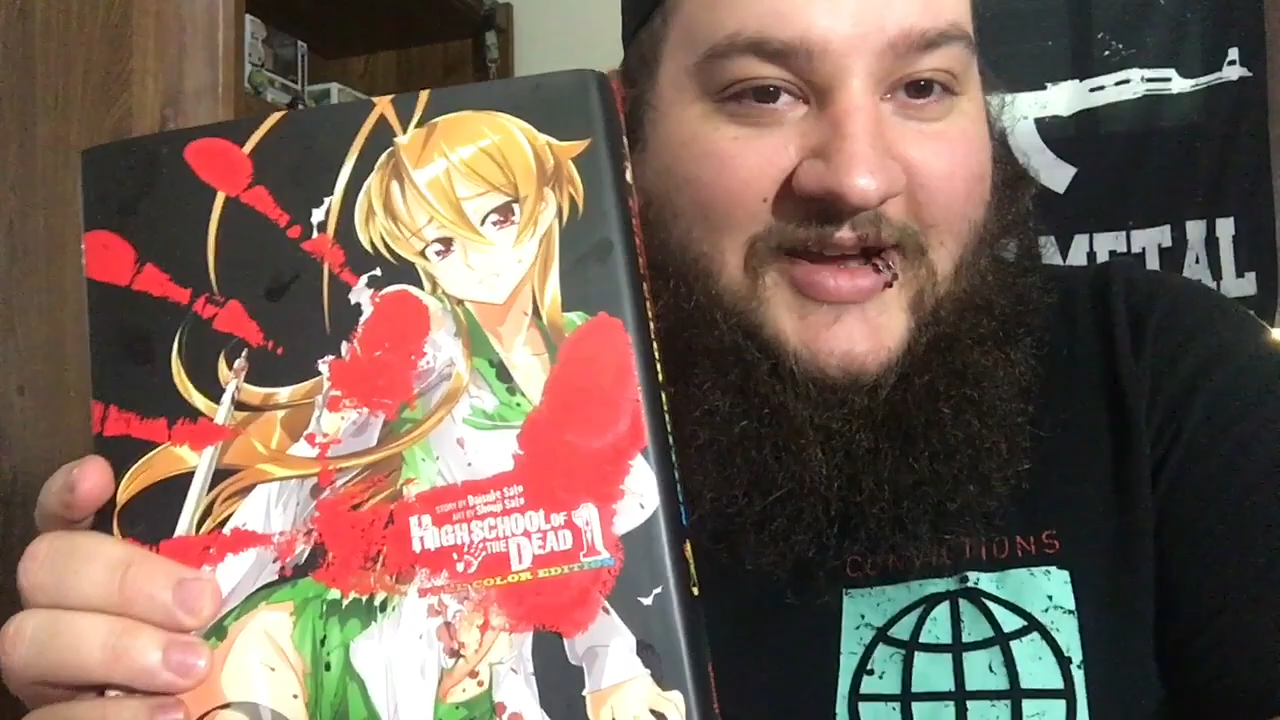 STORY BY Daisuke Sato
ART BY Shouji Sato
HIGHSCHOOL OF
THE DEAD 1
COLOR EDITION
METAL
CONVICTIONS